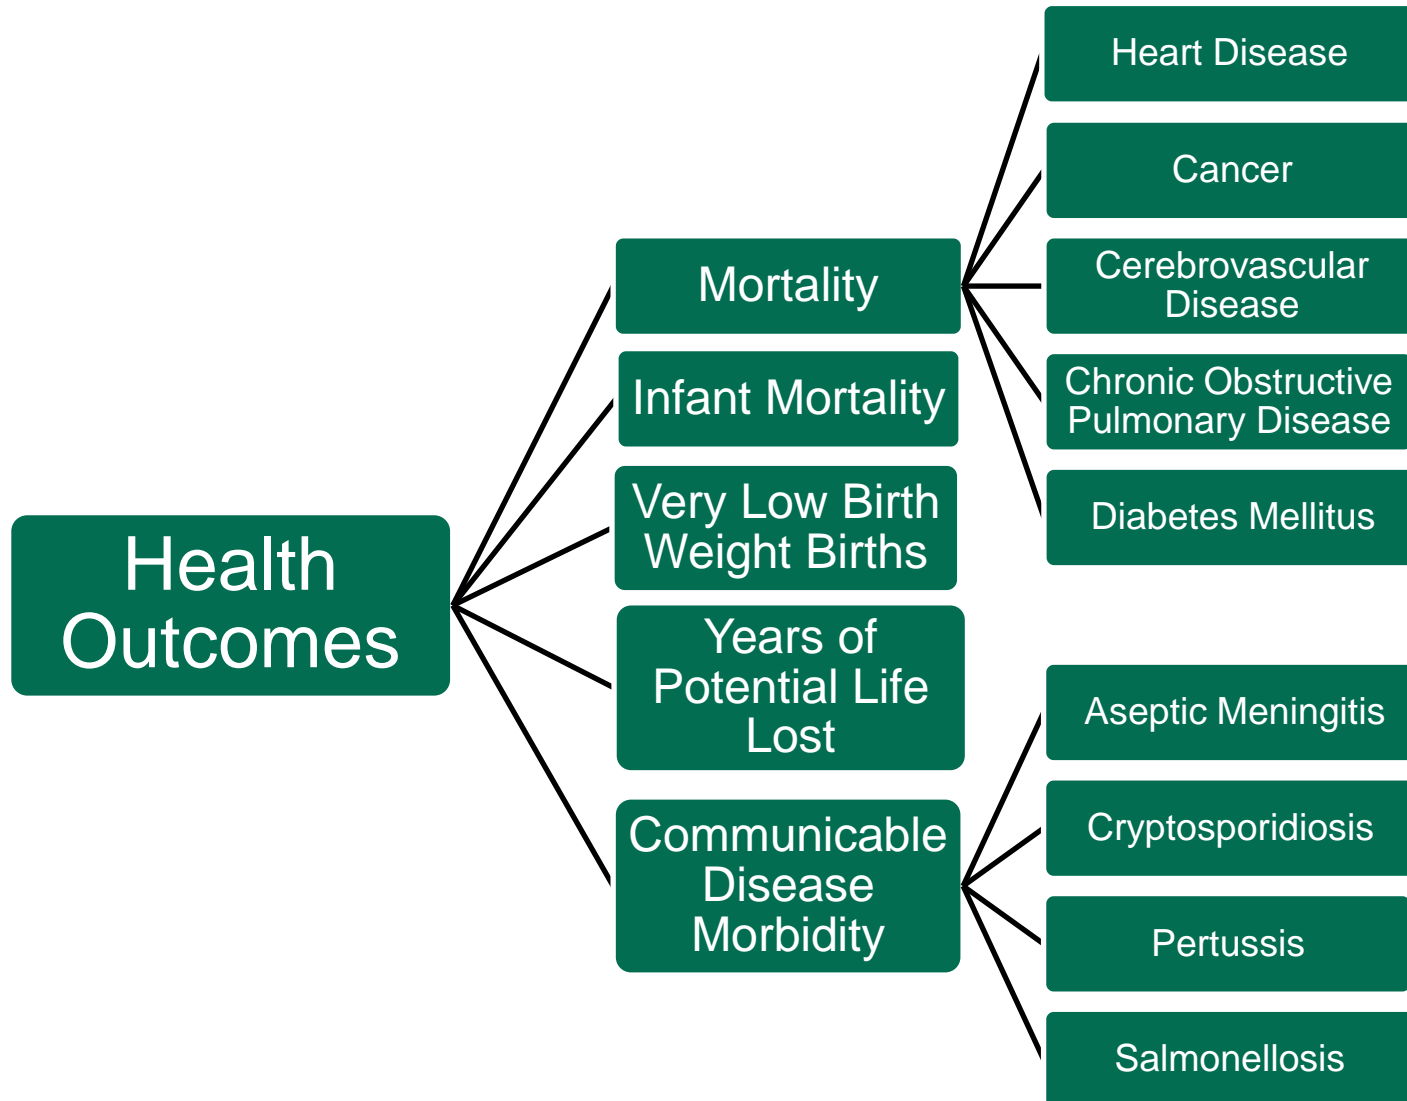 Health
Outcomes
Mortality
Infant Mortality
Very Low Birth
Weight Births
Years of
Potential Life
Lost
Communicable
Disease
Morbidity
Heart Disease
Cancer
Cerebrovascular
Disease
Chronic Obstructive
Pulmonary Disease
Diabetes Mellitus
Aseptic Meningitis
Cryptosporidiosis
Pertussis
Salmonellosis